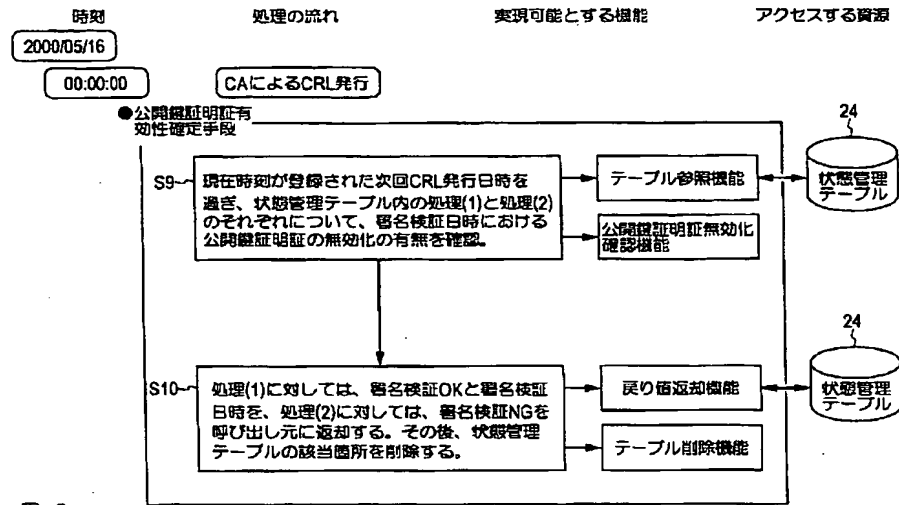 時刻 処理の流れ 実現可能とする機能 アクセスする資源
2000/05/16
00:00:00 CAによるCRL発行
●公開鍵証明証有
効性確定手段
24
S9
現在時刻が登録された次回CRL発行日時を
過ぎ、状態管理テーブル内の処理(1)と処理(2)
のそれぞれについて、署名検証日時における
公開鍵証明証の無効化の有無を確認。
テーブル参照機能
公開鍵証明証無効化
確認機能
状態管理
テーブル
24
S10
処理(1)に対しては、署名検証OKと署名検証
日時を、処理(2)に対しては、署名検証NGを
呼び出し元に返却する。その後、状態管理
テーブルの該当箇所を削除する。
戻り値返却機能
テーブル削除機能
状態管理
テーブル